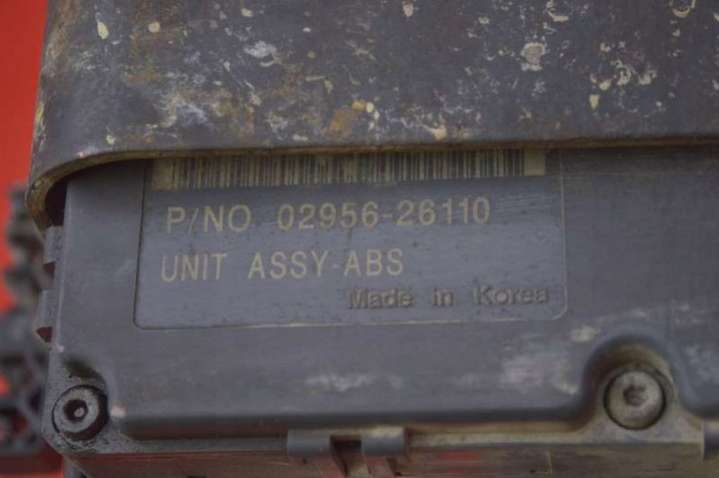 P/NO 02956-26110
UNIT ASSY-ABS
Made in Korea